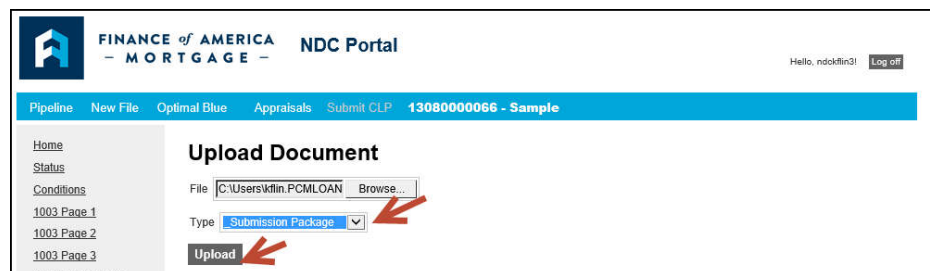 FINANCE of AMERICA
– MORTGAGE –
NDC Portal
Hello, ndokflin3! Log off
Pipeline New File Optimal Blue Appraisals Submit CLP 13080000066 - Sample
Home
Status
Conditions
1003 Page 1
1003 Page 2
1003 Page 3
Upload Document
File C:\Users\kflin.PCMLOAN Browse...
Type _Submission Package
Upload